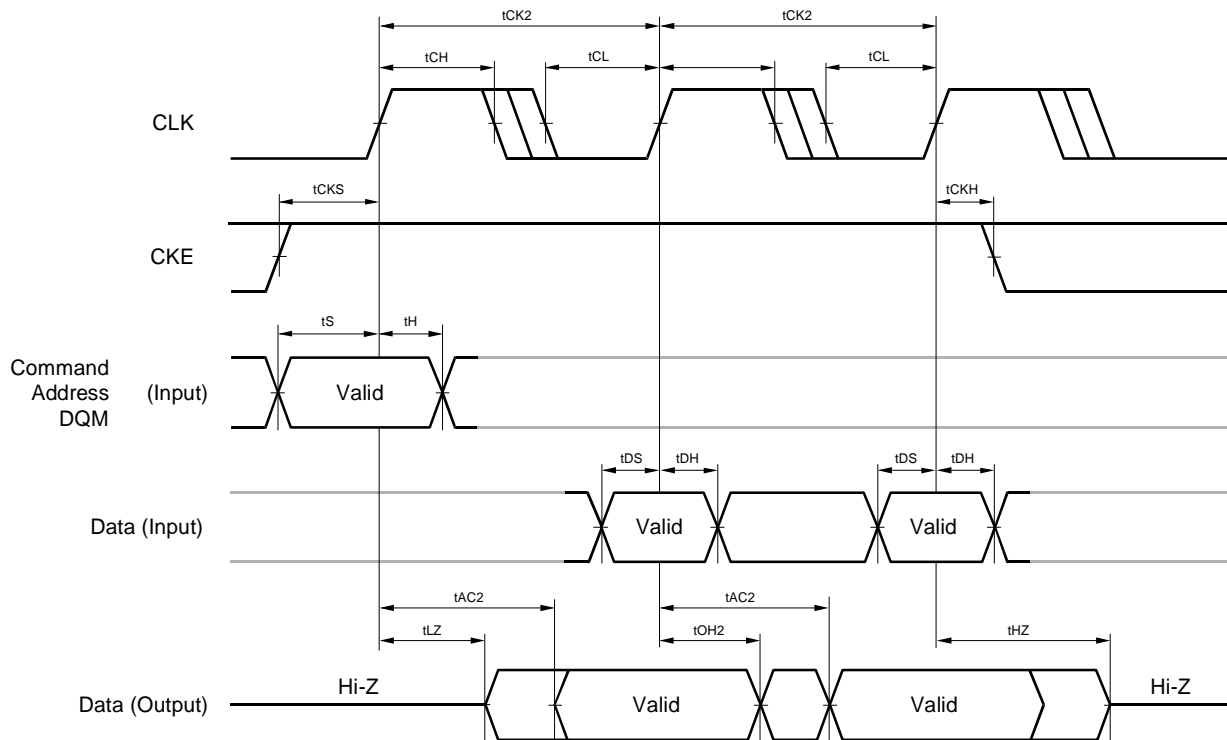 tCK2 tCK2
tCH tCL tCL
CLK
tCKS tCKH
CKE
tS tH
Command
Address (Input) Valid
DQM
tDS tDH tDS tDH
Data (Input) Valid Valid
tAC2 tAC2
tLZ tOH2 tHZ
Hi-Z Hi-Z
Data (Output) Valid Valid